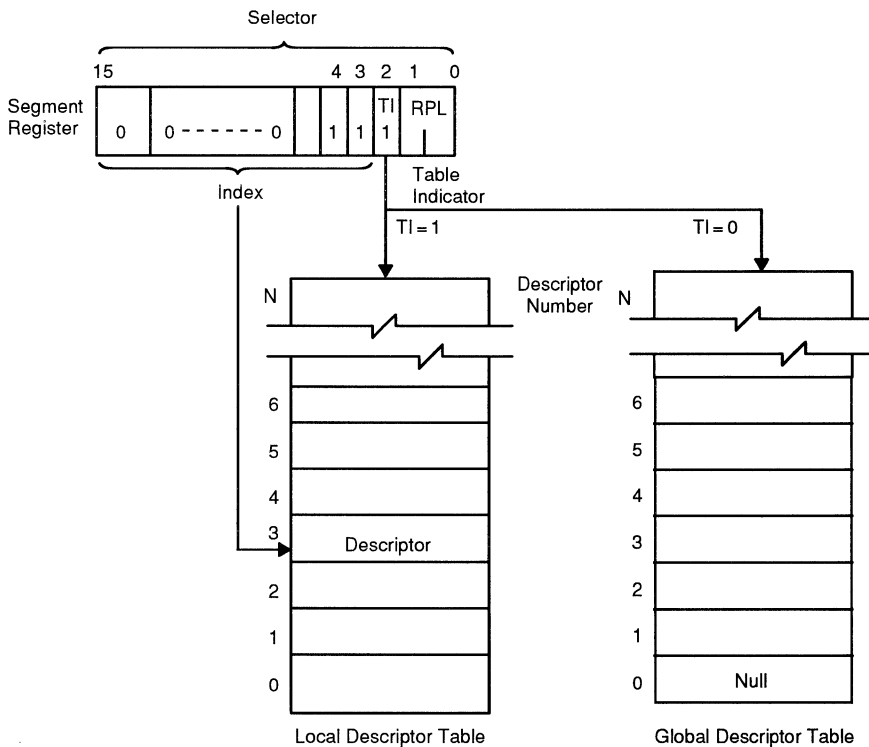 Selector
15 4 3 2 1 0
Segment Register
TI RPL
0 0 ------ 0 1 1 1
Index
Table Indicator
TI = 1 TI = 0
Descriptor Number
N N
6 6
5 5
4 4
3 Descriptor 3
2 2
1 1
0 0 Null
Local Descriptor Table Global Descriptor Table